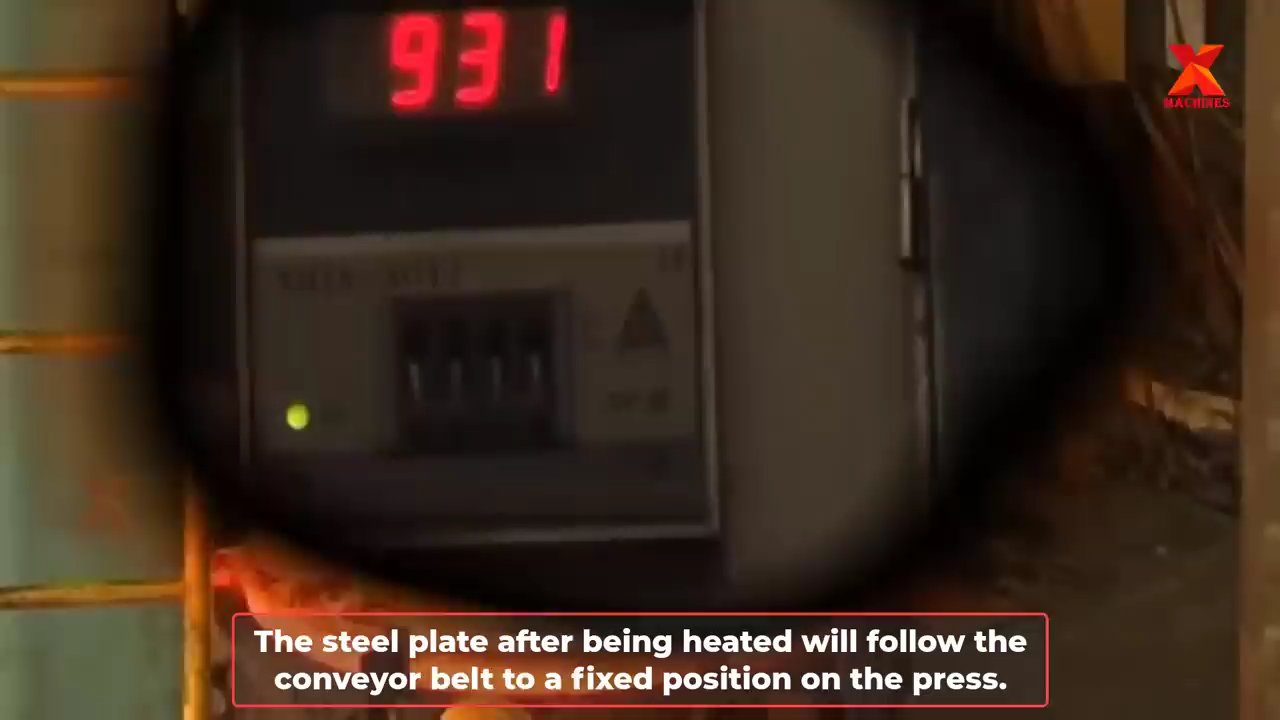 931
X
MACHINES
The steel plate after being heated will follow the
conveyor belt to a fixed position on the press.